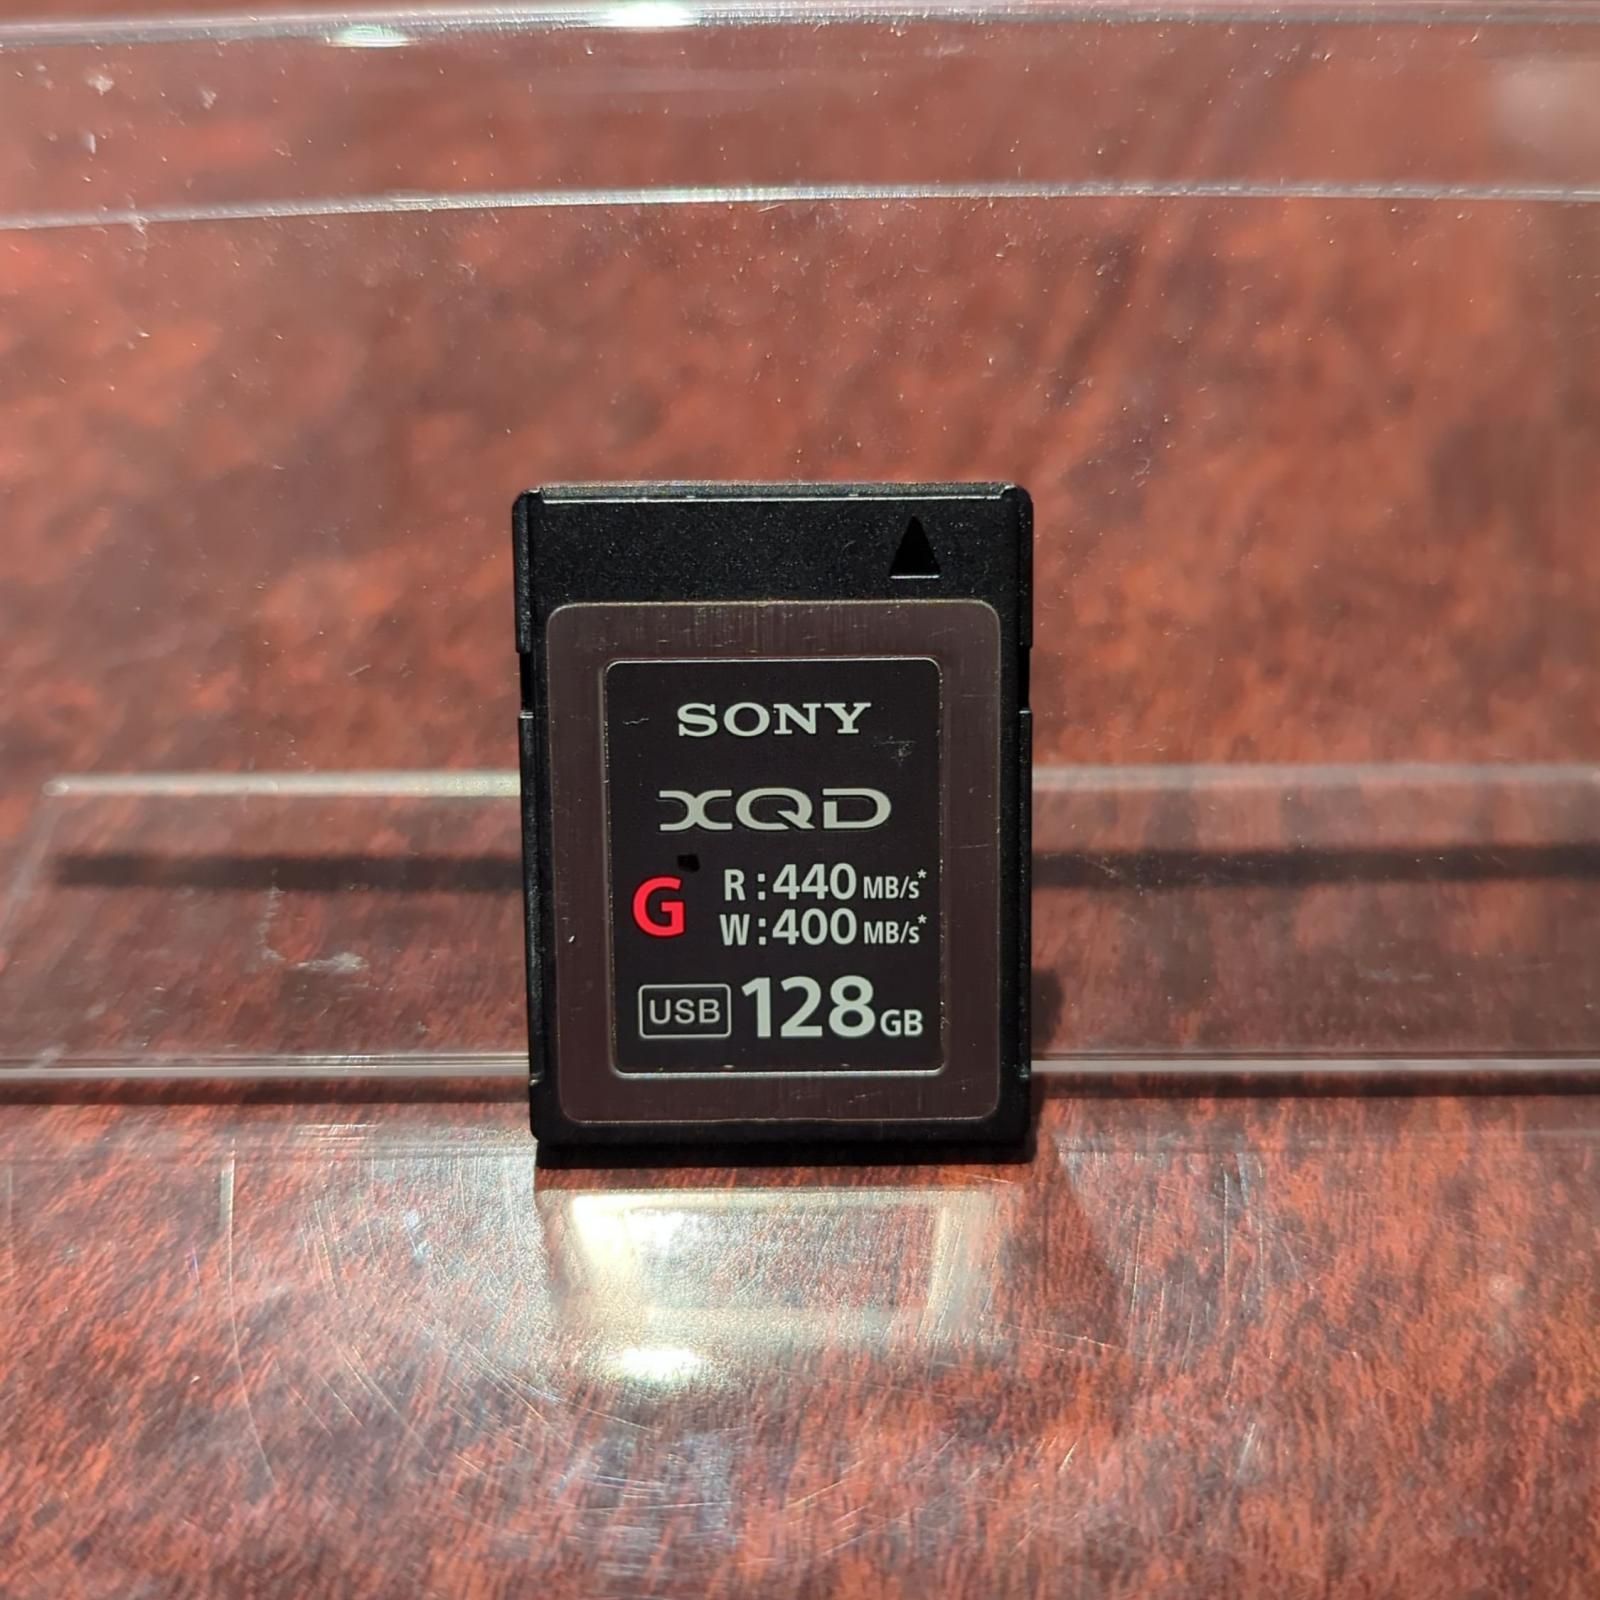 SONY
XQD
G R:440MB/s*
W:400MB/s*
USB 128GB